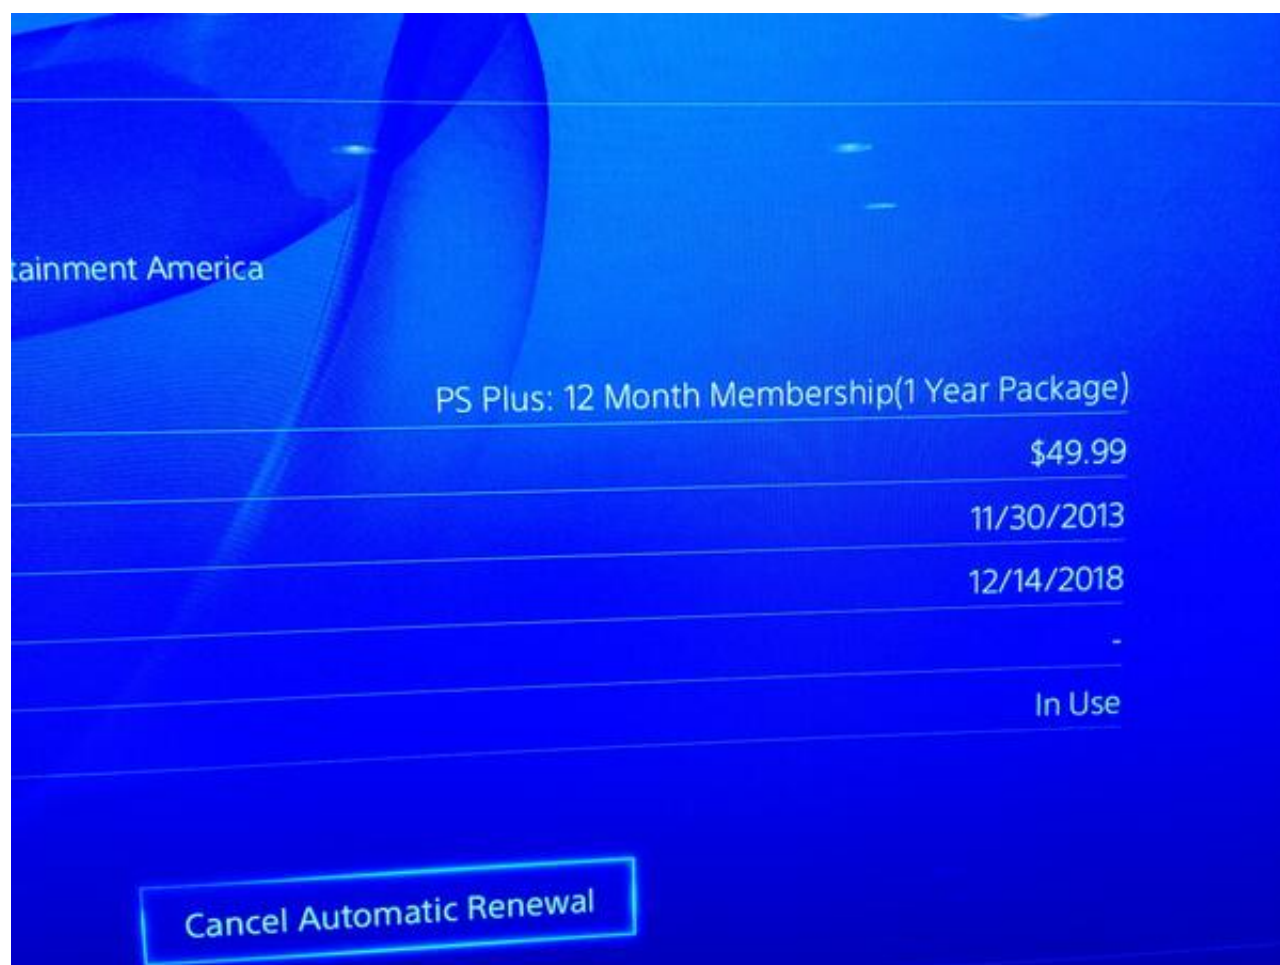 tainment America
PS Plus: 12 Month Membership(1 Year Package)
$49.99
11/30/2013
12/14/2018
-
In Use
Cancel Automatic Renewal